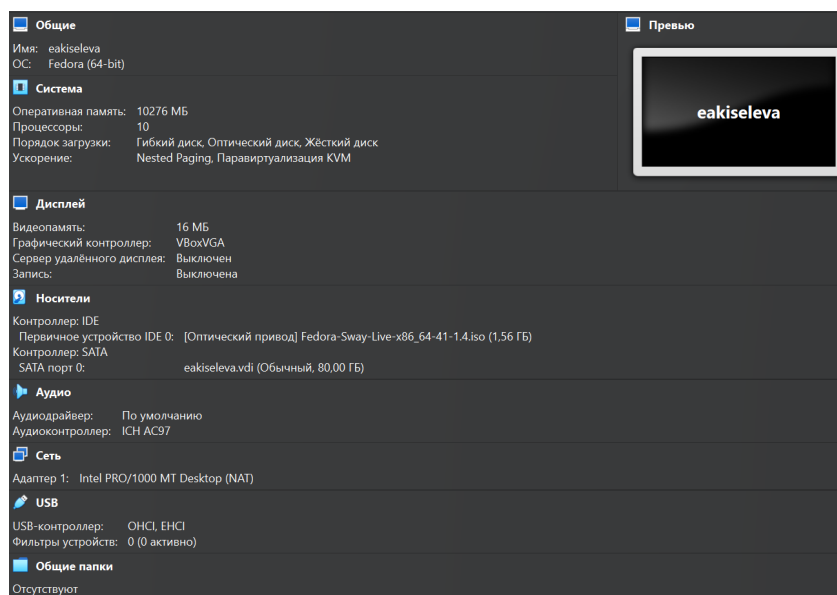 Общие
Имя: eakiseleva
ОС: Fedora (64-bit)
Система
Оперативная память: 10276 МБ
Процессоры: 10
Порядок загрузки: Гибкий диск, Оптический диск, Жёсткий диск
Ускорение: Nested Paging, Паравиртуализация KVM
Превью
eakiseleva
Дисплей
Видеопамять: 16 МБ
Графический контроллер: VBoxVGA
Сервер удалённого дисплея: Выключен
Запись: Выключена
Носители
Контроллер: IDE
Первичное устройство IDE 0: [Оптический привод] Fedora-Sway-Live-x86_64-41-1.4.iso (1,56 ГБ)
Контроллер: SATA
SATA порт 0: eakiseleva.vdi (Обычный, 80,00 ГБ)
Аудио
Аудиодрайвер: По умолчанию
Аудиоконтроллер: ICH AC97
Сеть
Адаптер 1: Intel PRO/1000 MT Desktop (NAT)
USB
USB-контроллер: OHCI, EHCI
Фильтры устройств: 0 (0 активно)
Общие папки
Отсутствуют